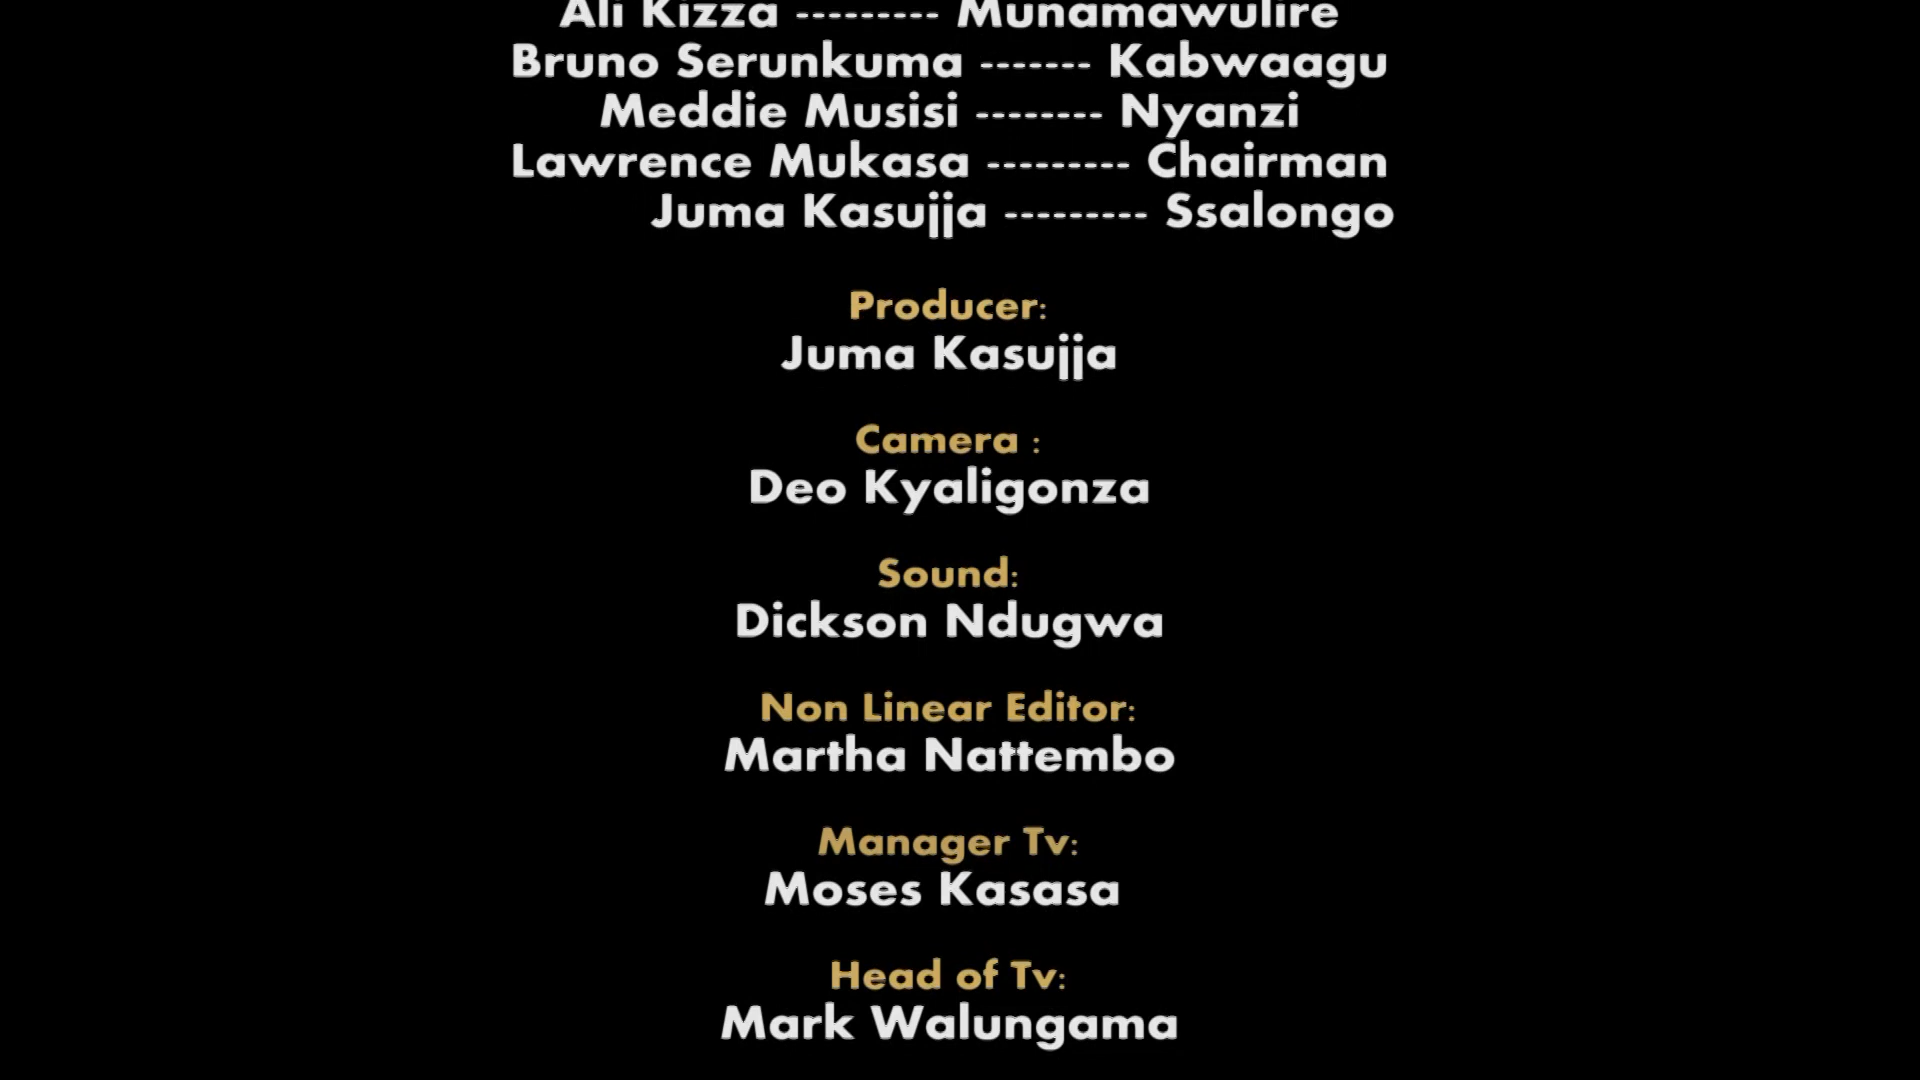 Ali Kizza --------- Munamawulire
Bruno Serunkuma ------- Kabwaagu
Meddie Musisi -------- Nyanzi
Lawrence Mukasa --------- Chairman
Juma Kasujja --------- Ssalongo
Producer:
Juma Kasujja
Camera :
Deo Kyaligonza
Sound:
Dickson Ndugwa
Non Linear Editor:
Martha Nattembo
Manager Tv:
Moses Kasasa
Head of Tv:
Mark Walungama